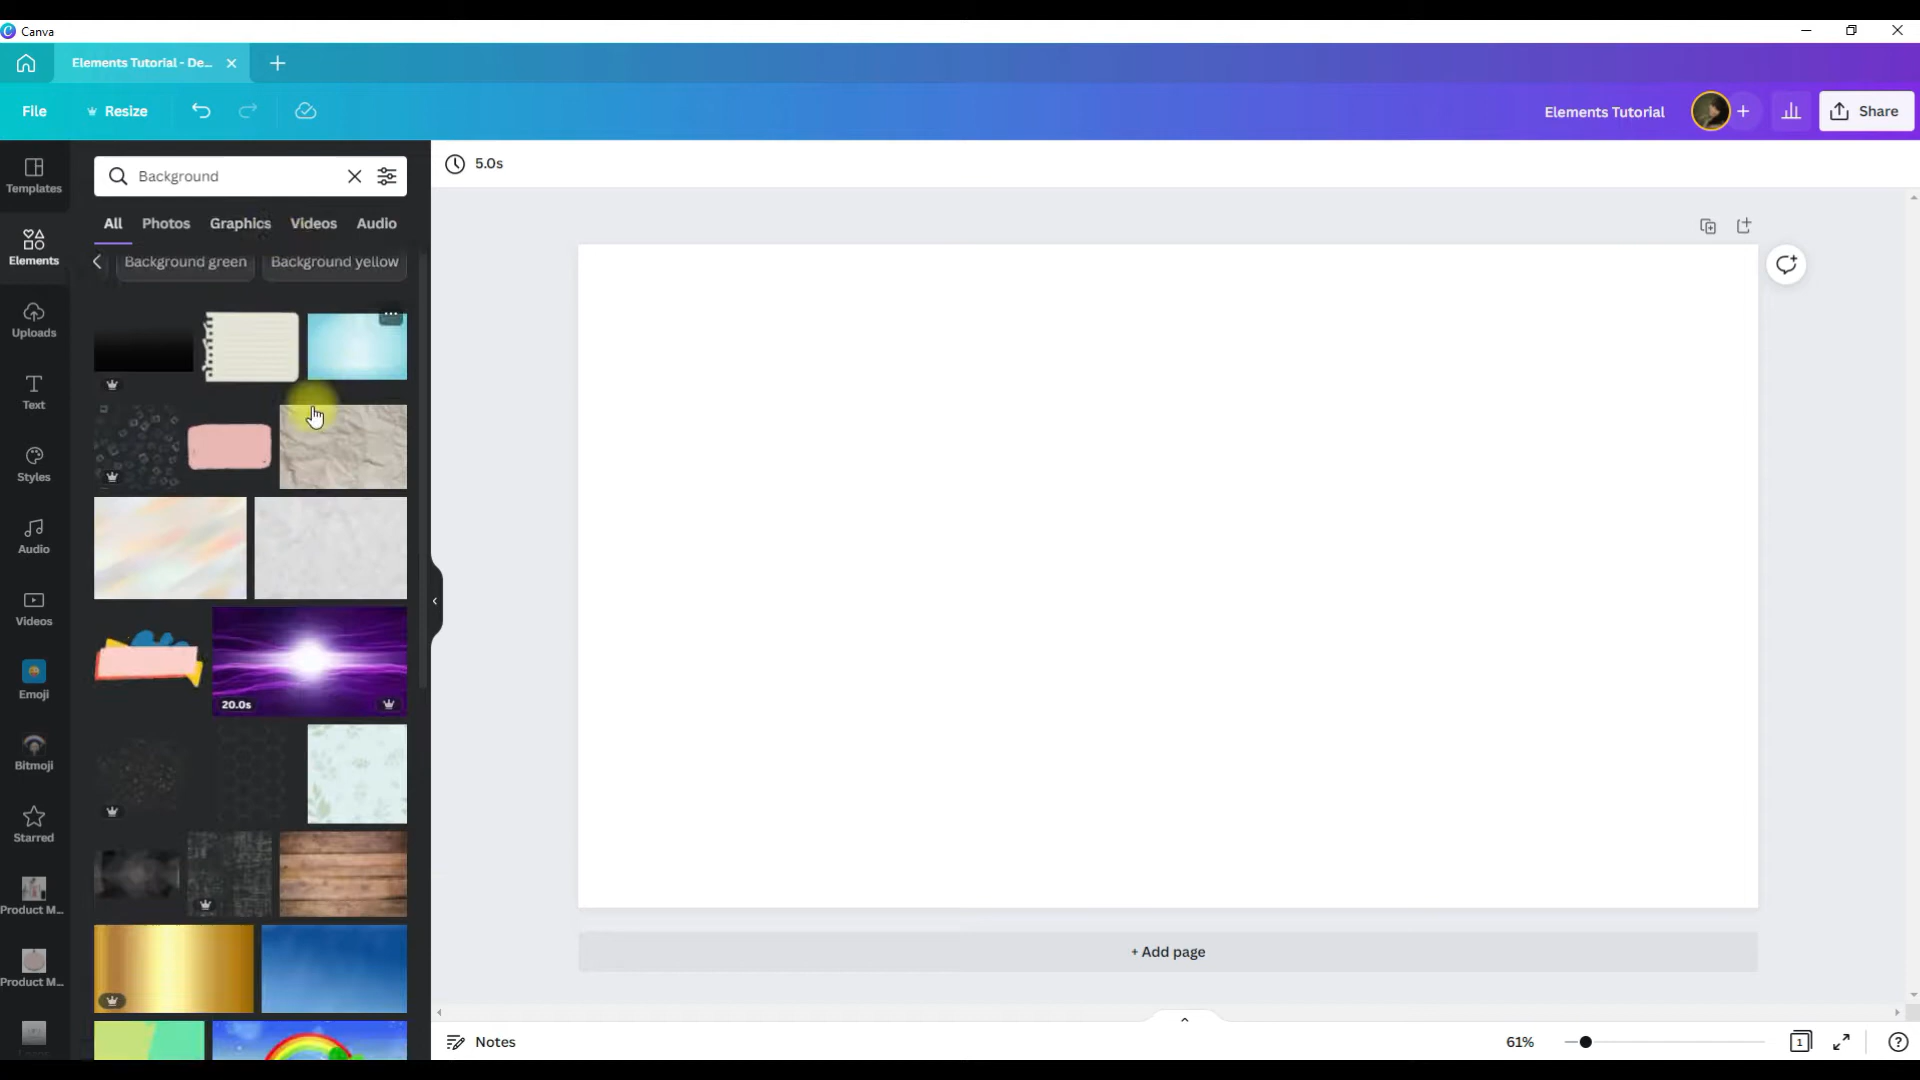 Canva
Elements Tutorial - De...
File
Resize
Elements Tutorial
Share
Templates
Elements
Uploads
Text
Styles
Audio
Videos
Emoji
Bitmoji
Starred
Product M...
Product M...
Background
All
Photos
Graphics
Videos
Audio
Background green
Background yellow
20.0s
5.0s
+ Add page
Notes
61%
1
?